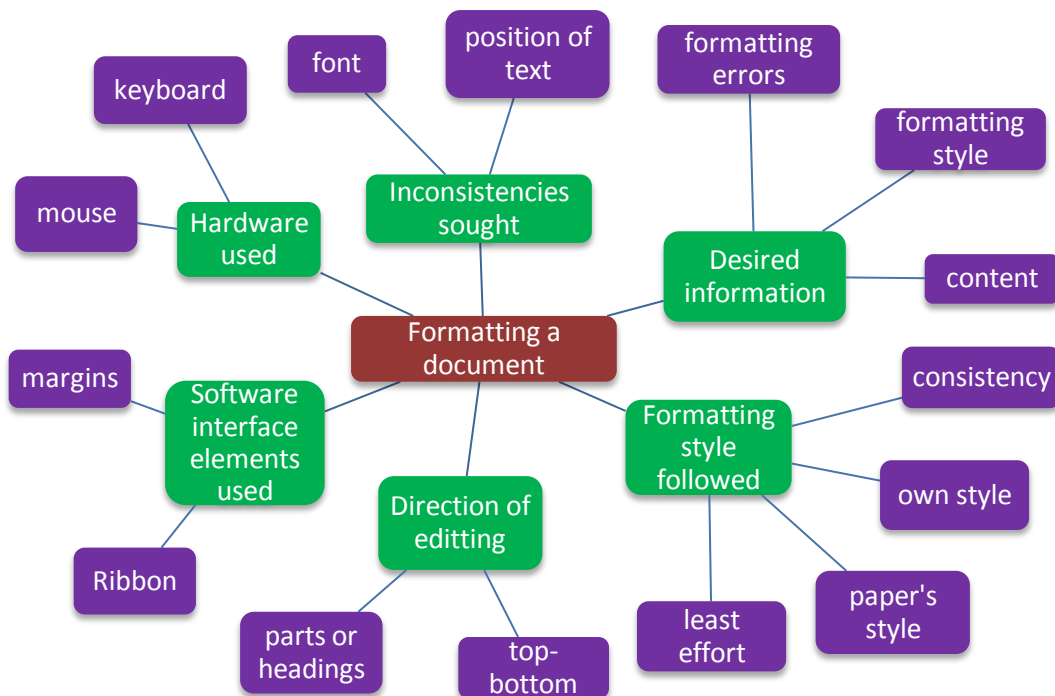 position of
text
formatting
errors
font
keyboard
formatting
style
Inconsistencies
sought
mouse
Hardware
used
Desired
information
content
Formatting a
document
margins
consistency
Software
interface
elements
used
Formatting
style
followed
own style
Direction of
editting
Ribbon
paper's
style
least
effort
parts or
headings
top-
bottom